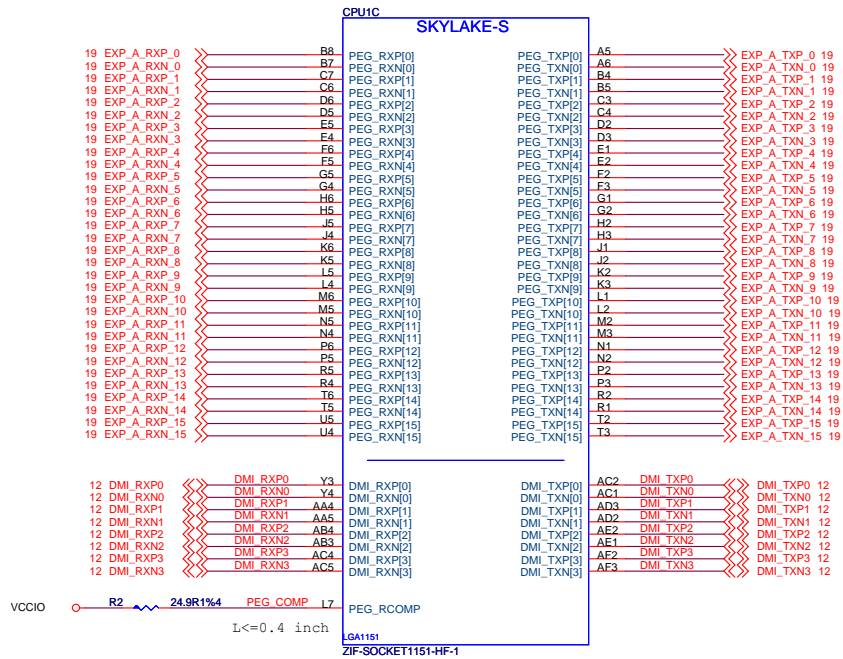 CPU1C
SKYLAKE-S
19 EXP_A_RXP_0 B8 PEG_RXP[0] PEG_TXP[0] A5 EXP_A_TXP_0 19
19 EXP_A_RXN_0 B7 PEG_RXN[0] PEG_TXN[0] A6 EXP_A_TXN_0 19
19 EXP_A_RXP_1 C7 PEG_RXP[1] PEG_TXP[1] B4 EXP_A_TXP_1 19
19 EXP_A_RXN_1 C6 PEG_RXN[1] PEG_TXN[1] B5 EXP_A_TXN_1 19
19 EXP_A_RXP_2 D6 PEG_RXP[2] PEG_TXP[2] C3 EXP_A_TXP_2 19
19 EXP_A_RXN_2 D5 PEG_RXN[2] PEG_TXN[2] C4 EXP_A_TXN_2 19
19 EXP_A_RXP_3 E5 PEG_RXP[3] PEG_TXP[3] D2 EXP_A_TXP_3 19
19 EXP_A_RXN_3 E4 PEG_RXN[3] PEG_TXN[3] D3 EXP_A_TXN_3 19
19 EXP_A_RXP_4 F6 PEG_RXP[4] PEG_TXP[4] E1 EXP_A_TXP_4 19
19 EXP_A_RXN_4 F5 PEG_RXN[4] PEG_TXN[4] E2 EXP_A_TXN_4 19
19 EXP_A_RXP_5 G5 PEG_RXP[5] PEG_TXP[5] F2 EXP_A_TXP_5 19
19 EXP_A_RXN_5 G4 PEG_RXN[5] PEG_TXN[5] F3 EXP_A_TXN_5 19
19 EXP_A_RXP_6 H6 PEG_RXP[6] PEG_TXP[6] G1 EXP_A_TXP_6 19
19 EXP_A_RXN_6 H5 PEG_RXN[6] PEG_TXN[6] G2 EXP_A_TXN_6 19
19 EXP_A_RXP_7 J5 PEG_RXP[7] PEG_TXP[7] H2 EXP_A_TXP_7 19
19 EXP_A_RXN_7 J4 PEG_RXN[7] PEG_TXN[7] H3 EXP_A_TXN_7 19
19 EXP_A_RXP_8 K6 PEG_RXP[8] PEG_TXP[8] J1 EXP_A_TXP_8 19
19 EXP_A_RXN_8 K5 PEG_RXN[8] PEG_TXN[8] J2 EXP_A_TXN_8 19
19 EXP_A_RXP_9 L5 PEG_RXP[9] PEG_TXP[9] K2 EXP_A_TXP_9 19
19 EXP_A_RXN_9 L4 PEG_RXN[9] PEG_TXN[9] K3 EXP_A_TXN_9 19
19 EXP_A_RXP_10 M6 PEG_RXP[10] PEG_TXP[10] L1 EXP_A_TXP_10 19
19 EXP_A_RXN_10 M5 PEG_RXN[10] PEG_TXN[10] L2 EXP_A_TXN_10 19
19 EXP_A_RXP_11 N5 PEG_RXP[11] PEG_TXP[11] M2 EXP_A_TXP_11 19
19 EXP_A_RXN_11 N4 PEG_RXN[11] PEG_TXN[11] M3 EXP_A_TXN_11 19
19 EXP_A_RXP_12 P6 PEG_RXP[12] PEG_TXP[12] N1 EXP_A_TXP_12 19
19 EXP_A_RXN_12 P5 PEG_RXN[12] PEG_TXN[12] N2 EXP_A_TXN_12 19
19 EXP_A_RXP_13 R5 PEG_RXP[13] PEG_TXP[13] P2 EXP_A_TXP_13 19
19 EXP_A_RXN_13 R4 PEG_RXN[13] PEG_TXN[13] P3 EXP_A_TXN_13 19
19 EXP_A_RXP_14 T6 PEG_RXP[14] PEG_TXP[14] R2 EXP_A_TXP_14 19
19 EXP_A_RXN_14 T5 PEG_RXN[14] PEG_TXN[14] R1 EXP_A_TXN_14 19
19 EXP_A_RXP_15 U5 PEG_RXP[15] PEG_TXP[15] T2 EXP_A_TXP_15 19
19 EXP_A_RXN_15 U4 PEG_RXN[15] PEG_TXN[15] T3 EXP_A_TXN_15 19
12 DMI_RXP0 DMI_RXP0 Y3 DMI_RXP[0] DMI_TXP[0] AC2 DMI_TXP0 DMI_TXP0 12
12 DMI_RXN0 DMI_RXN0 Y4 DMI_RXN[0] DMI_TXN[0] AC1 DMI_TXN0 DMI_TXN0 12
12 DMI_RXP1 DMI_RXP1 AA4 DMI_RXP[1] DMI_TXP[1] AD3 DMI_TXP1 DMI_TXP1 12
12 DMI_RXN1 DMI_RXN1 AA5 DMI_RXN[1] DMI_TXN[1] AD2 DMI_TXN1 DMI_TXN1 12
12 DMI_RXP2 DMI_RXP2 AB4 DMI_RXP[2] DMI_TXP[2] AE2 DMI_TXP2 DMI_TXP2 12
12 DMI_RXN2 DMI_RXN2 AB3 DMI_RXN[2] DMI_TXN[2] AE1 DMI_TXN2 DMI_TXN2 12
12 DMI_RXP3 DMI_RXP3 AC4 DMI_RXP[3] DMI_TXP[3] AF2 DMI_TXP3 DMI_TXP3 12
12 DMI_RXN3 DMI_RXN3 AC5 DMI_RXN[3] DMI_TXN[3] AF3 DMI_TXN3 DMI_TXN3 12
VCCIO R2 24.9R1%4 PEG_COMP L7 PEG_RCOMP
L<=0.4 inch
LGA1151
ZIF-SOCKET1151-HF-1